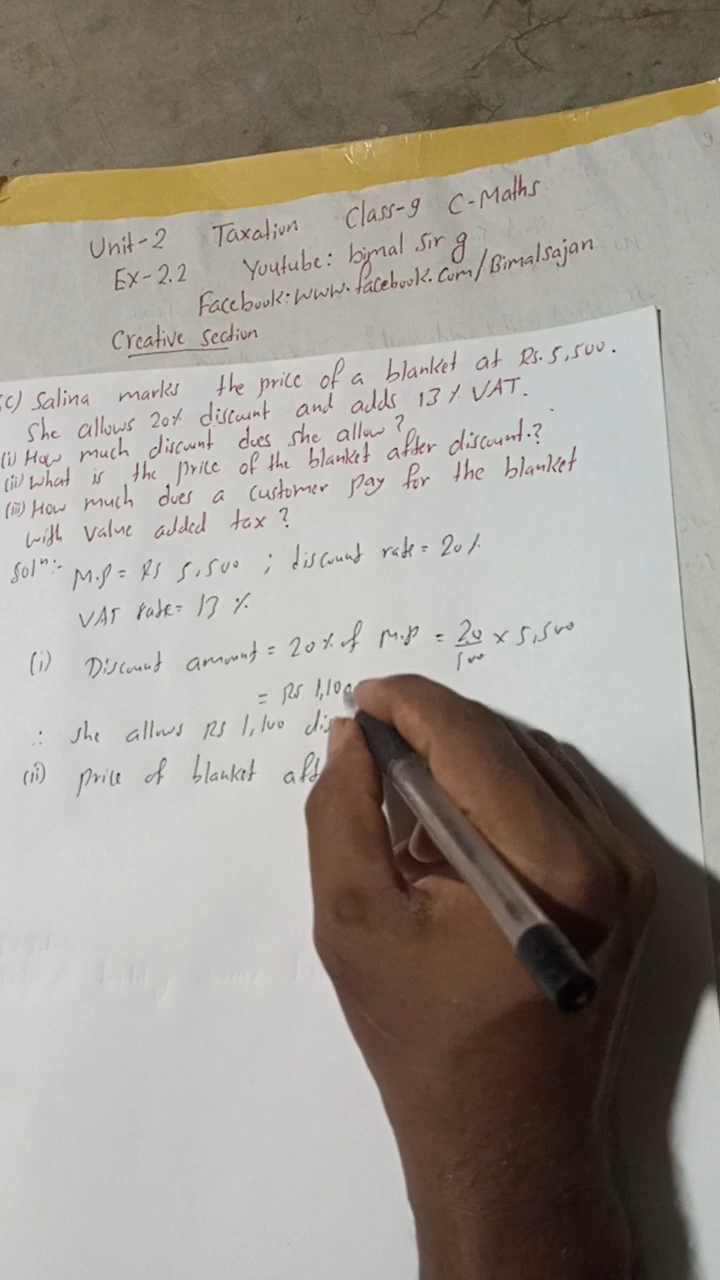 Unit-2 Taxation Class-9 C-Maths
Ex-2.2 Youtube: bimal sir g
Facebook: www.facebook.com/Bimalsajan
Creative section
c) Salina marks the price of a blanket at Rs. 5,500.
She allows 20% discount and adds 13% VAT.
(i) How much discount does she allow?
(ii) What is the price of the blanket after discount.?
(iii) How much does a customer pay for the blanket
with value added tax?
Solⁿ:- M.P = RS 5,500 ; discount rate = 20%
VAT rate = 13 %
(i) Discount amount = 20% of M.P = 20/100 × 5,500
= RS 1,100
∴ She allows RS 1,100 dis
(ii) price of blanket aft